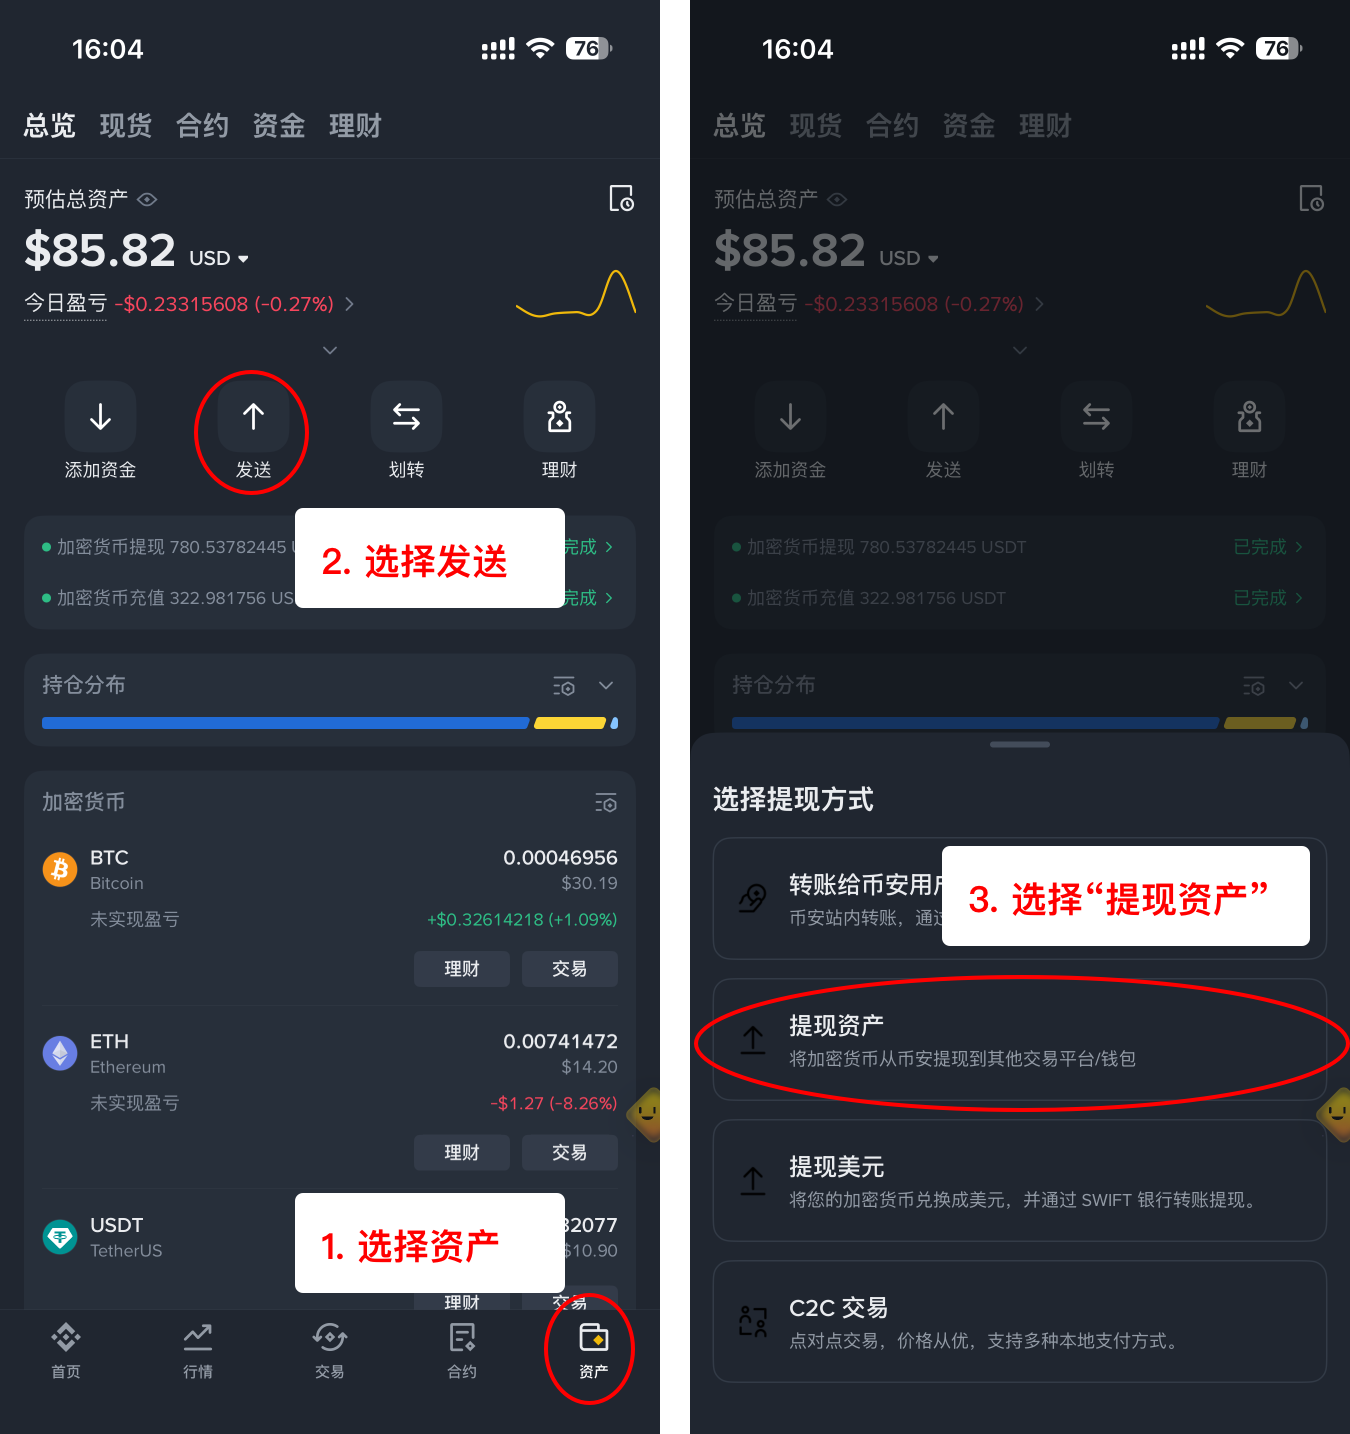 16:04
76
总览 现货 合约 资金 理财
预估总资产
$85.82 USD
今日盈亏 -$0.23315608 (-0.27%)
添加资金 发送 划转 理财
加密货币提现 780.53782445
完成
2. 选择发送
加密货币充值 322.981756 US
完成
持仓分布
加密货币
BTC 0.00046956
Bitcoin $30.19
未实现盈亏 +$0.32614218 (+1.09%)
理财 交易
ETH 0.00741472
Ethereum $14.20
未实现盈亏 -$1.27 (-8.26%)
理财 交易
USDT 32077
TetherUS $10.90
1. 选择资产
理财 交易
首页 行情 交易 合约 资产
16:04
76
总览 现货 合约 资金 理财
预估总资产
$85.82 USD
今日盈亏 -$0.23315608 (-0.27%)
添加资金 发送 划转 理财
加密货币提现 780.53782445 USDT 已完成
加密货币充值 322.981756 USDT 已完成
持仓分布
选择提现方式
转账给币安用户
币安站内转账，通过
3. 选择“提现资产”
提现资产
将加密货币从币安提现到其他交易平台/钱包
提现美元
将您的加密货币兑换成美元，并通过 SWIFT 银行转账提现。
C2C 交易
点对点交易，价格从优，支持多种本地支付方式。